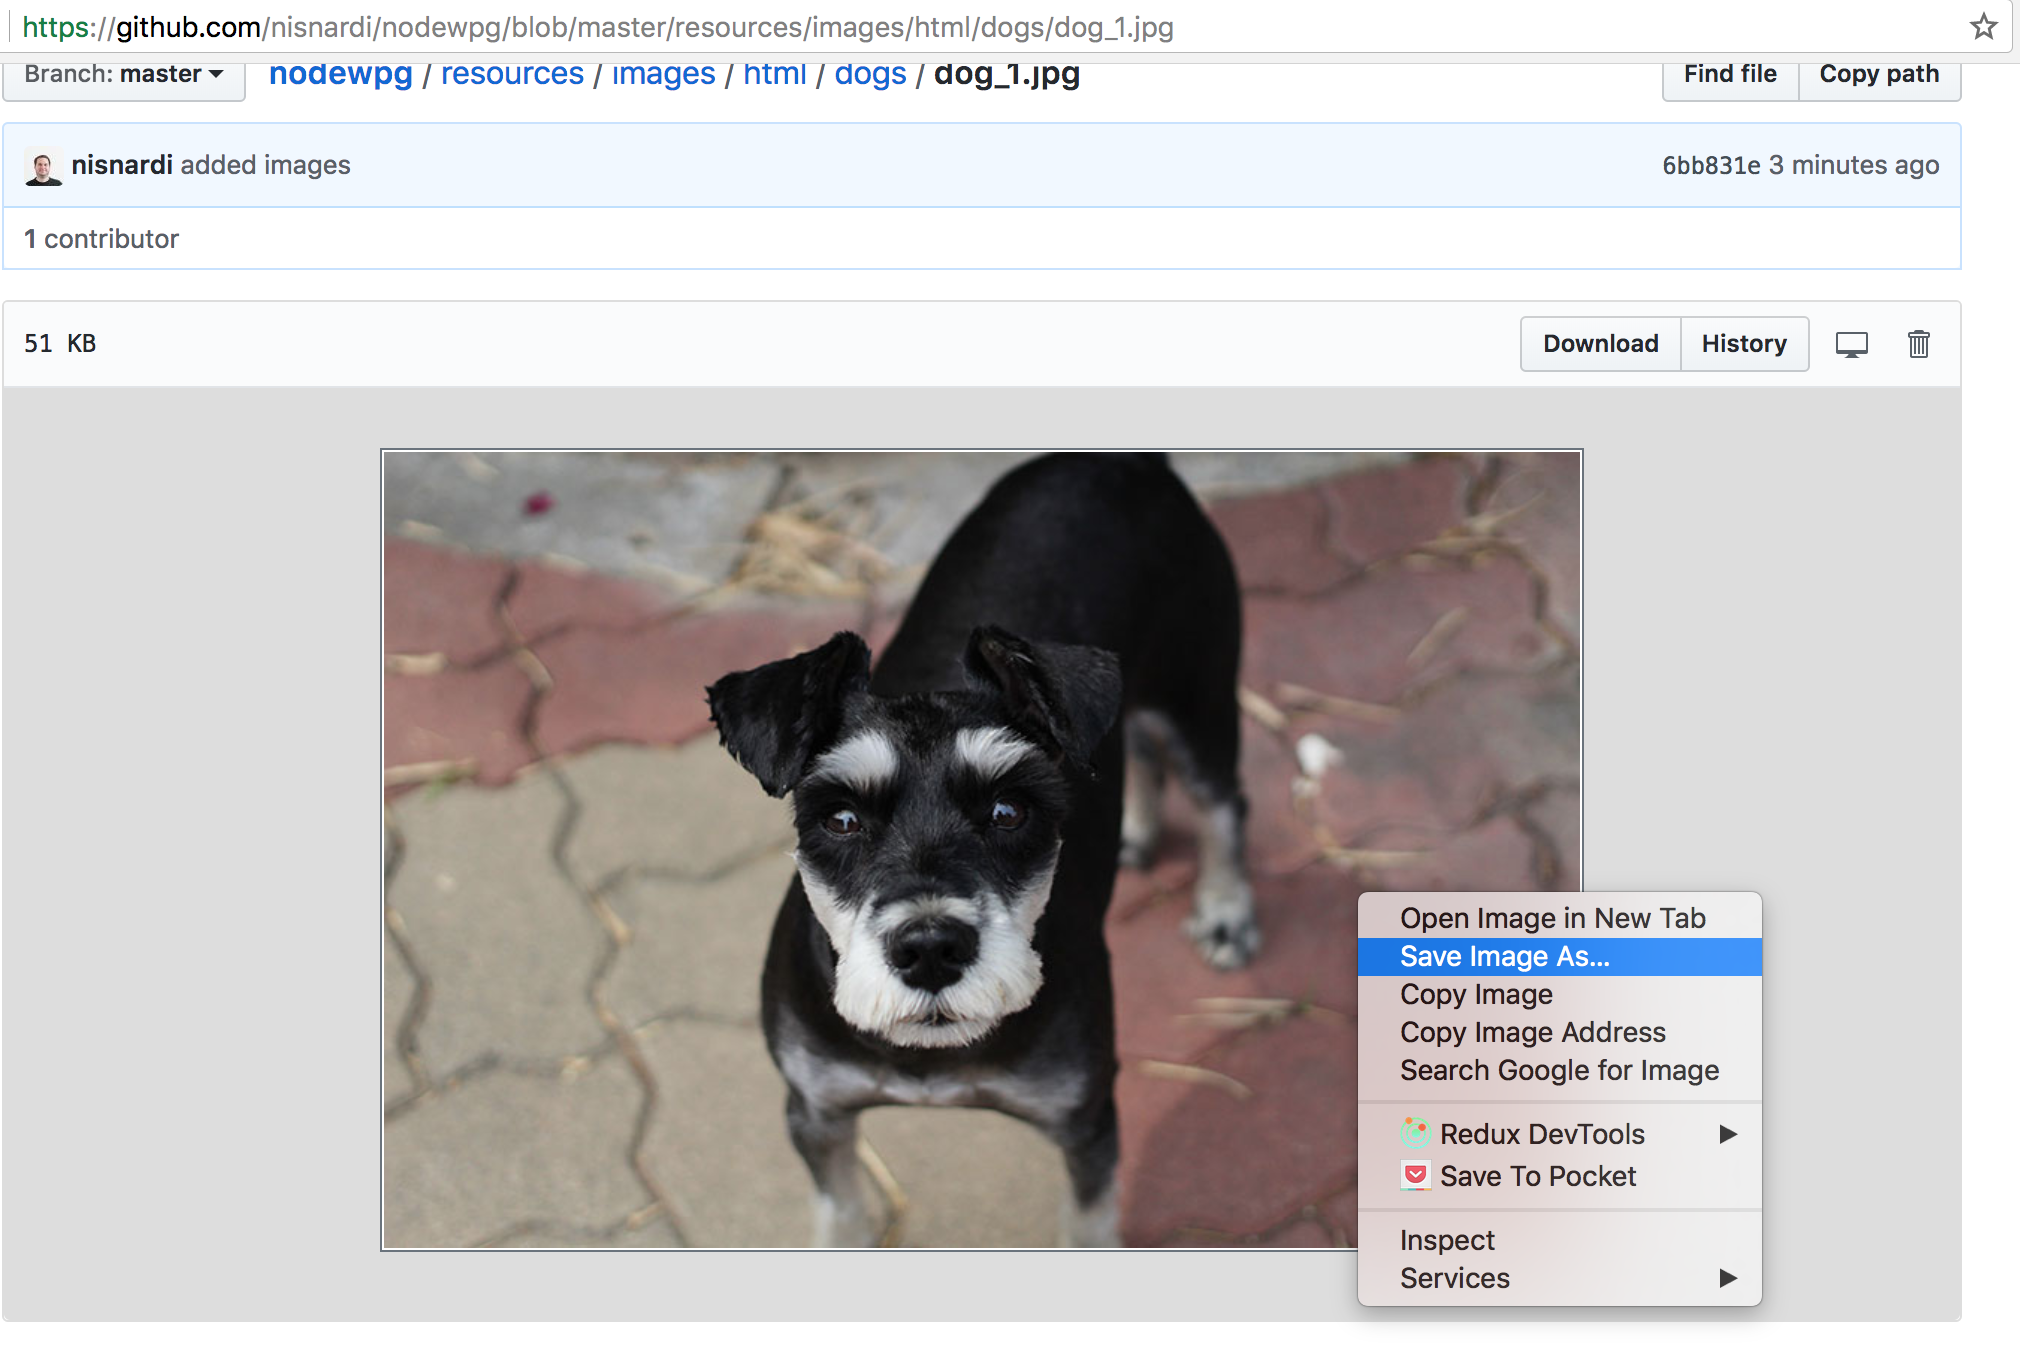 https://github.com/nisnardi/nodewpg/blob/master/resources/images/html/dogs/dog_1.jpg
Branch: master nodewpg / resources / images / html / dogs / dog_1.jpg Find file Copy path
nisnardi added images 6bb831e 3 minutes ago
1 contributor
51 KB Download History
Open Image in New Tab
Save Image As...
Copy Image
Copy Image Address
Search Google for Image
Redux DevTools
Save To Pocket
Inspect
Services